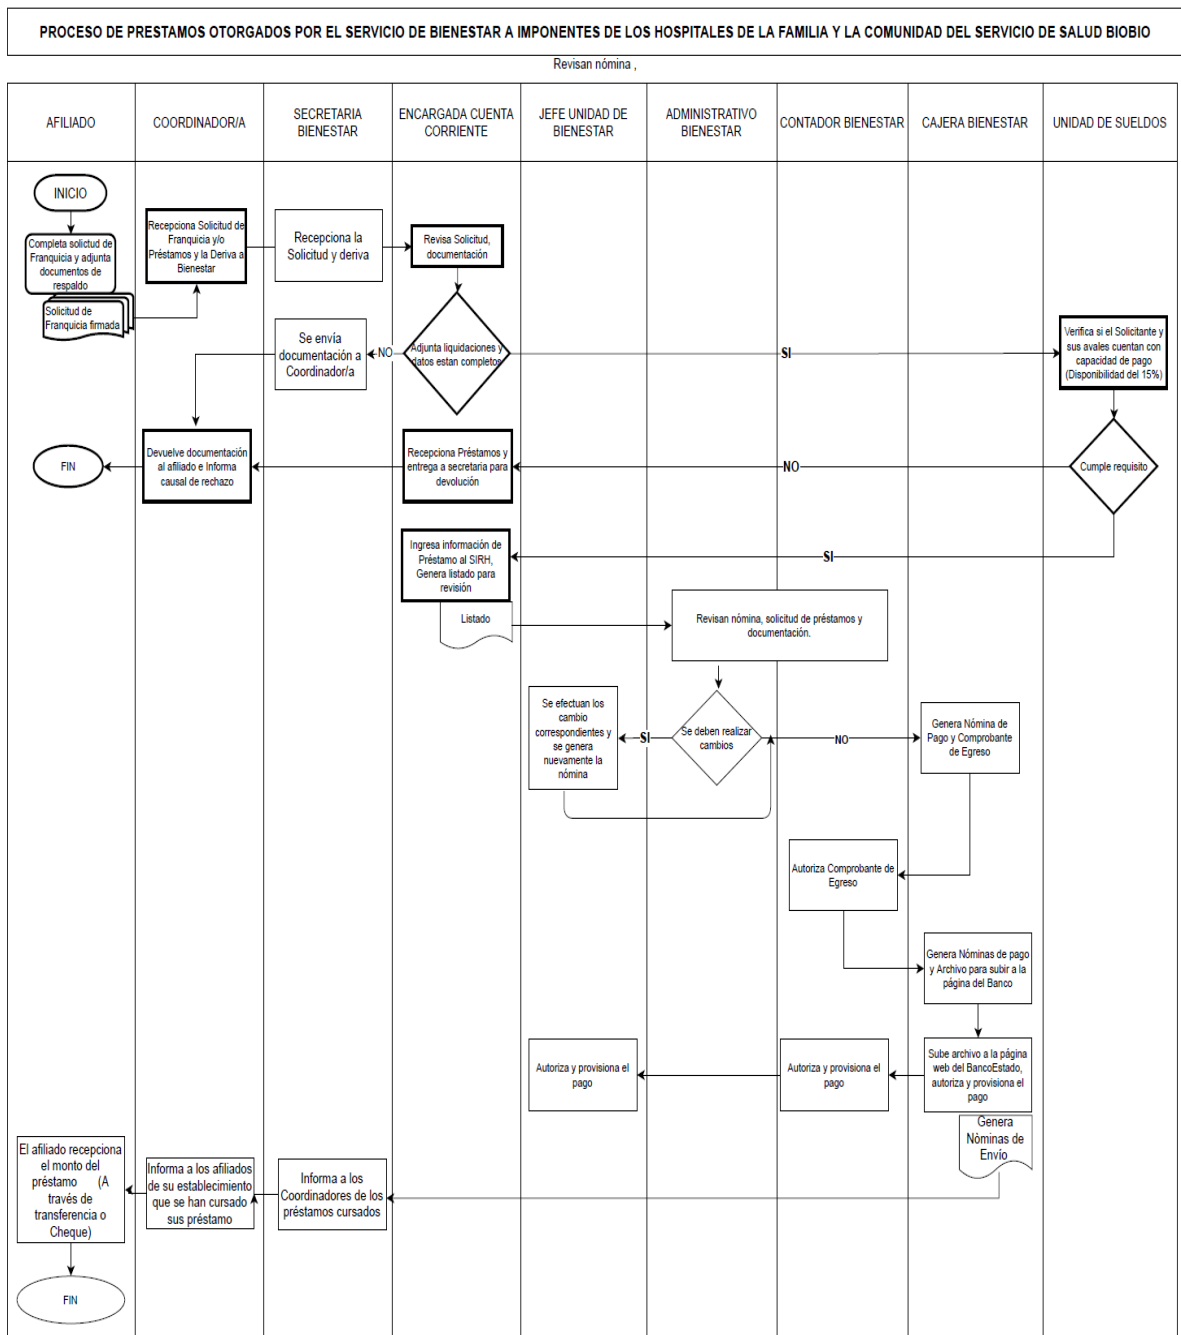 PROCESO DE PRESTAMOS OTORGADOS POR EL SERVICIO DE BIENESTAR A IMPONENTES DE LOS HOSPITALES DE LA FAMILIA Y LA COMUNIDAD DEL SERVICIO DE SALUD BIOBIO
Revisan nómina ,
AFILIADO
COORDINADOR/A
SECRETARIA
BIENESTAR
ENCARGADA CUENTA
CORRIENTE
JEFE UNIDAD DE
BIENESTAR
ADMINISTRATIVO
BIENESTAR
CONTADOR BIENESTAR
CAJERA BIENESTAR
UNIDAD DE SUELDOS
INICIO
Completa solictud de
Franquicia y adjunta
documentos de
respaldo
Solicitud de
Franquicia firmada
Recepciona Solicitud de
Franquicia y/o
Préstamos y la Deriva a
Bienestar
Recepciona la
Solicitud y deriva
Revisa Solicitud,
documentación
Adjunta liquidaciones y
datos estan completos
NO
Se envía
documentación a
Coordinador/a
SI
Verifica si el Solicitante y
sus avales cuentan con
capacidad de pago
(Disponibilidad del 15%)
Cumple requisito
NO
Recepciona Préstamos y
entrega a secretaria para
devolución
Devuelve documentación
al afiliado e Informa
causal de rechazo
FIN
SI
Ingresa información de
Préstamo al SIRH,
Genera listado para
revisión
Listado
Revisan nómina, solicitud de préstamos y
documentación.
Se deben realizar
cambios
SI
Se efectuan los
cambio
correspondientes y
se genera
nuevamente la
nómina
NO
Genera Nómina de
Pago y Comprobante
de Egreso
Autoriza Comprobante de
Egreso
Genera Nóminas de pago
y Archivo para subir a la
página del Banco
Sube archivo a la página
web del BancoEstado,
autoriza y provisiona el
pago
Autoriza y provisiona el
pago
Autoriza y provisiona el
pago
Genera
Nóminas de
Envío
Informa a los
Coordinadores de los
préstamos cursados
Informa a los afiliados
de su establecimiento
que se han cursado
sus préstamo
El afiliado recepciona
el monto del
préstamo (A
través de
transferencia o
Cheque)
FIN